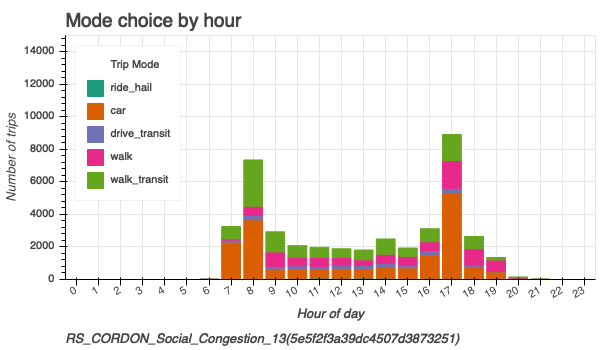 Mode choice by hour
14000
12000
10000
8000
6000
4000
2000
0
Number of trips
Trip Mode
ride_hail
car
drive_transit
walk
walk_transit
0 1 2 3 4 5 6 7 8 9 10 11 12 13 14 15 16 17 18 19 20 21 22 23
Hour of day
RS_CORDON_Social_Congestion_13(5e5f2f3a39dc4507d3873251)